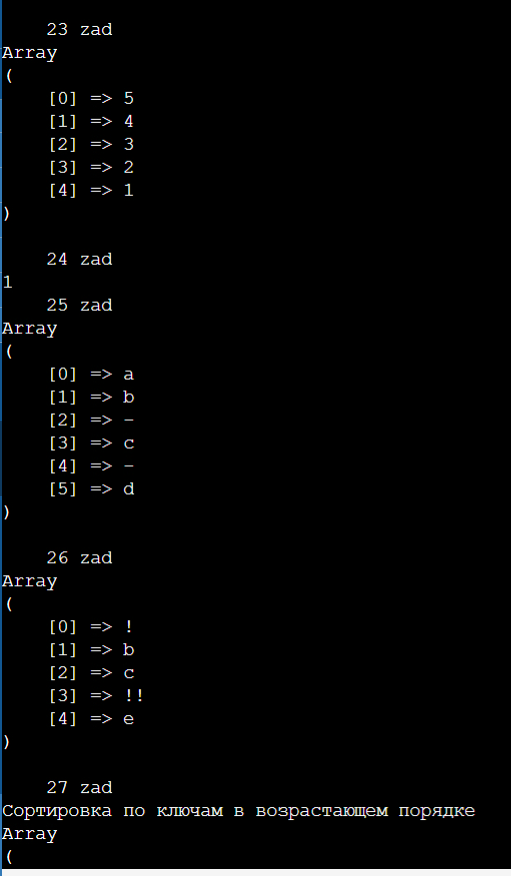 23 zad
Array
(
[0] => 5
[1] => 4
[2] => 3
[3] => 2
[4] => 1
)
24 zad
1
25 zad
Array
(
[0] => a
[1] => b
[2] => -
[3] => c
[4] => -
[5] => d
)
26 zad
Array
(
[0] => !
[1] => b
[2] => c
[3] => !!
[4] => e
)
27 zad
Сортировка по ключам в возрастающем порядке
Array
(